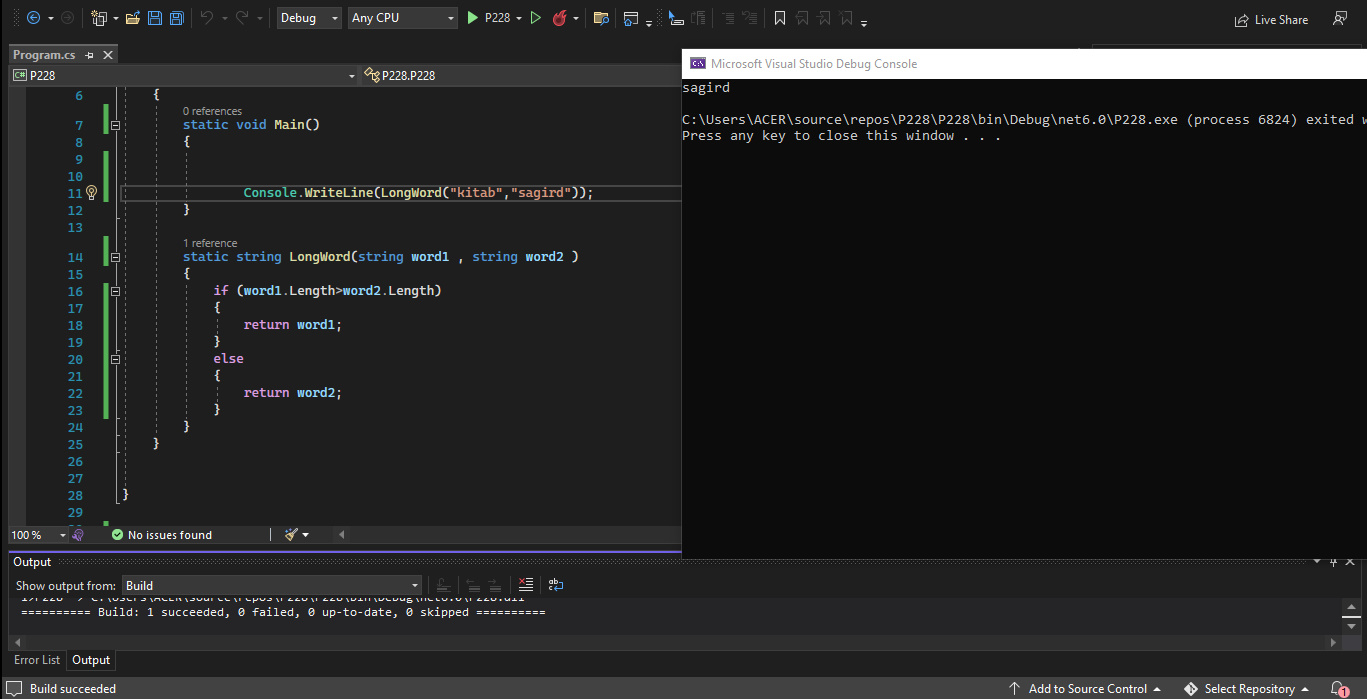 Debug
Any CPU
P228
Live Share
Program.cs
P228
P228.P228
6 {
0 references
7 static void Main()
8 {
9
10
11 Console.WriteLine(LongWord("kitab","sagird"));
12 }
13
1 reference
14 static string LongWord(string word1 , string word2 )
15 {
16 if (word1.Length>word2.Length)
17 {
18 return word1;
19 }
20 else
21 {
22 return word2;
23 }
24 }
25 }
26
27
28 }
29
100 %
No issues found
Microsoft Visual Studio Debug Console
sagird
C:\Users\ACER\source\repos\P228\P228\bin\Debug\net6.0\P228.exe (process 6824) exited w
Press any key to close this window . . .
Output
Show output from: Build
========== Build: 1 succeeded, 0 failed, 0 up-to-date, 0 skipped ==========
Error List
Output
Build succeeded
Add to Source Control
Select Repository
1